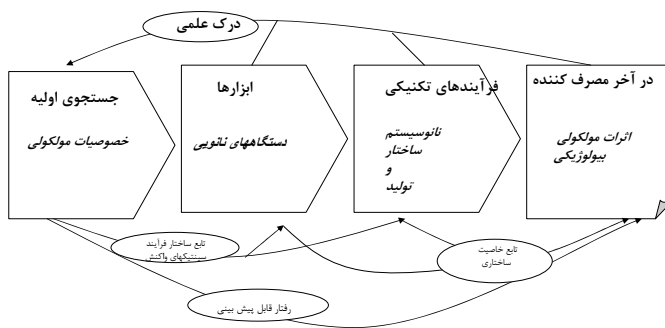 درک علمی
جستجوی اولیه
خصوصیات مولکولی
ابزارها
دستگاههای نانویی
فرآیندهای تکنیکی
نانوسیستم
ساختار
و
تولید
در آخر مصرف کننده
اثرات مولکولی
بیولوژیکی
تابع ساختار فرآیند
سینتیکهای واکنش
تابع خاصیت
ساختاری
رفتار قابل پیش بینی